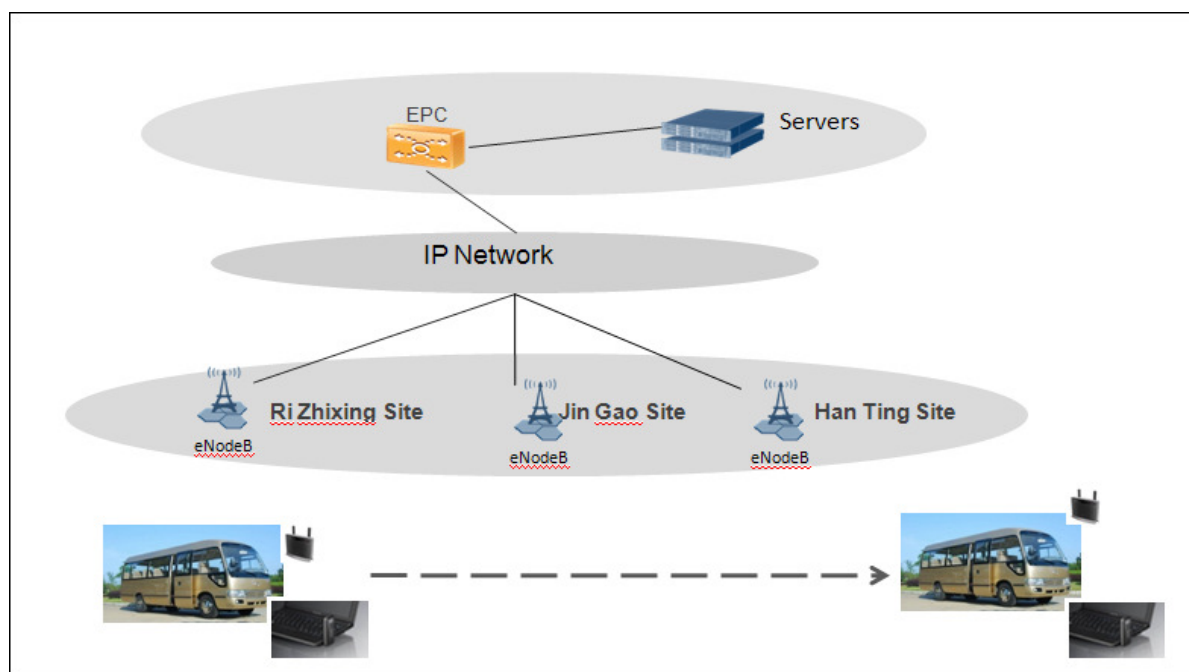 EPC
Servers
IP Network
Ri Zhixing Site
Jin Gao Site
Han Ting Site
eNodeB
eNodeB
eNodeB